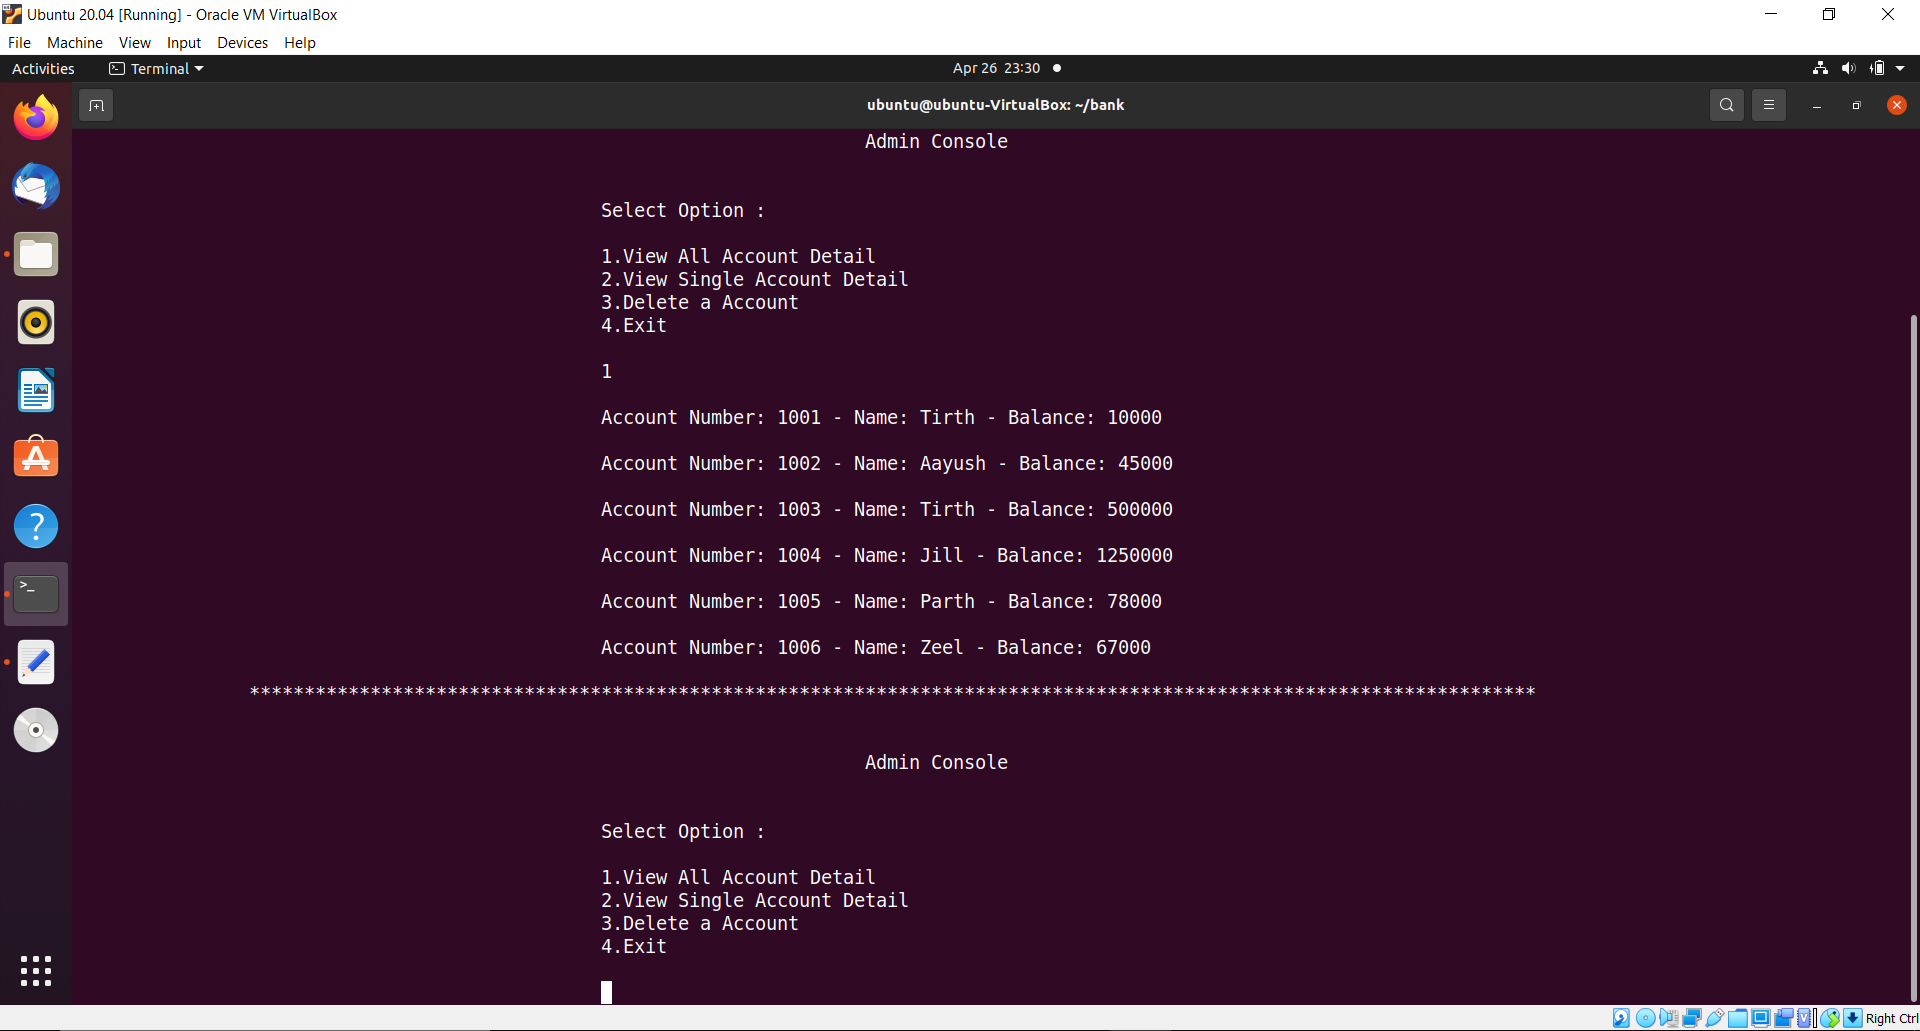 Ubuntu 20.04 [Running] - Oracle VM VirtualBox
File Machine View Input Devices Help
Activities Terminal Apr 26 23:30
ubuntu@ubuntu-VirtualBox: ~/bank
Admin Console
Select Option :
1.View All Account Detail
2.View Single Account Detail
3.Delete a Account
4.Exit
1
Account Number: 1001 - Name: Tirth - Balance: 10000
Account Number: 1002 - Name: Aayush - Balance: 45000
Account Number: 1003 - Name: Tirth - Balance: 500000
Account Number: 1004 - Name: Jill - Balance: 1250000
Account Number: 1005 - Name: Parth - Balance: 78000
Account Number: 1006 - Name: Zeel - Balance: 67000
*********************************************************************************************************************
Admin Console
Select Option :
1.View All Account Detail
2.View Single Account Detail
3.Delete a Account
4.Exit
Right Ctrl